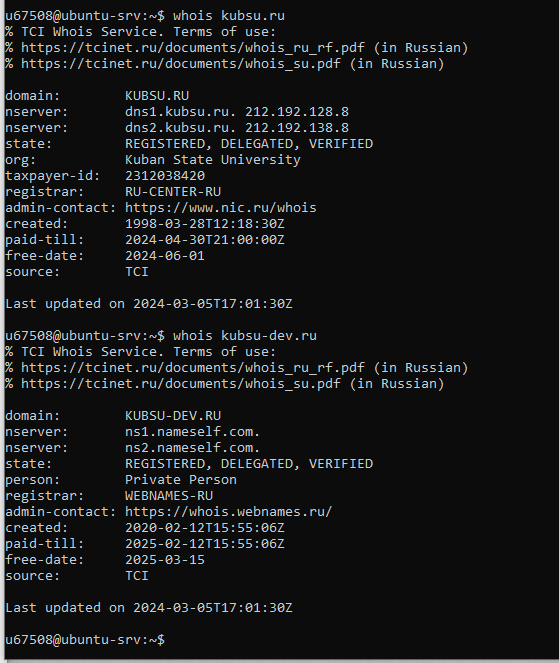 u67508@ubuntu-srv:~$ whois kubsu.ru
% TCI Whois Service. Terms of use:
% https://tcinet.ru/documents/whois_ru_rf.pdf (in Russian)
% https://tcinet.ru/documents/whois_su.pdf (in Russian)
domain:        KUBSU.RU
nserver:       dns1.kubsu.ru. 212.192.128.8
nserver:       dns2.kubsu.ru. 212.192.138.8
state:         REGISTERED, DELEGATED, VERIFIED
org:           Kuban State University
taxpayer-id:   2312038420
registrar:     RU-CENTER-RU
admin-contact: https://www.nic.ru/whois
created:       1998-03-28T12:18:30Z
paid-till:     2024-04-30T21:00:00Z
free-date:     2024-06-01
source:        TCI
Last updated on 2024-03-05T17:01:30Z
u67508@ubuntu-srv:~$ whois kubsu-dev.ru
% TCI Whois Service. Terms of use:
% https://tcinet.ru/documents/whois_ru_rf.pdf (in Russian)
% https://tcinet.ru/documents/whois_su.pdf (in Russian)
domain:        KUBSU-DEV.RU
nserver:       ns1.nameself.com.
nserver:       ns2.nameself.com.
state:         REGISTERED, DELEGATED, VERIFIED
person:        Private Person
registrar:     WEBNAMES-RU
admin-contact: https://whois.webnames.ru/
created:       2020-02-12T15:55:06Z
paid-till:     2025-02-12T15:55:06Z
free-date:     2025-03-15
source:        TCI
Last updated on 2024-03-05T17:01:30Z
u67508@ubuntu-srv:~$